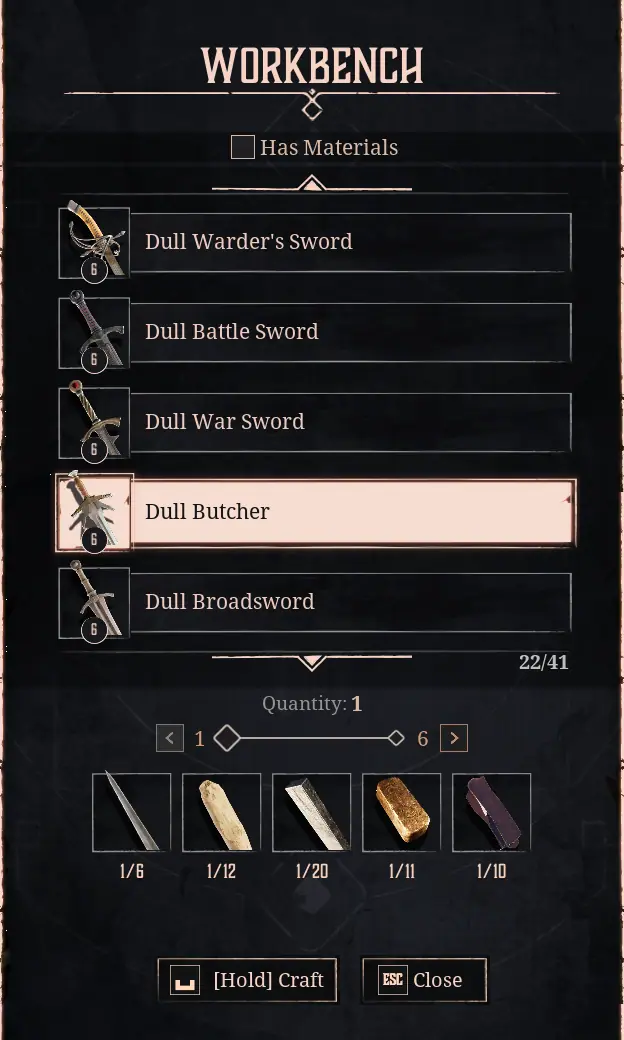 WORKBENCH
Has Materials
6 Dull Warder's Sword
6 Dull Battle Sword
6 Dull War Sword
6 Dull Butcher
6 Dull Broadsword
22/41
Quantity: 1
< 1 6 >
1/6 1/12 1/20 1/11 1/10
[Hold] Craft ESC Close